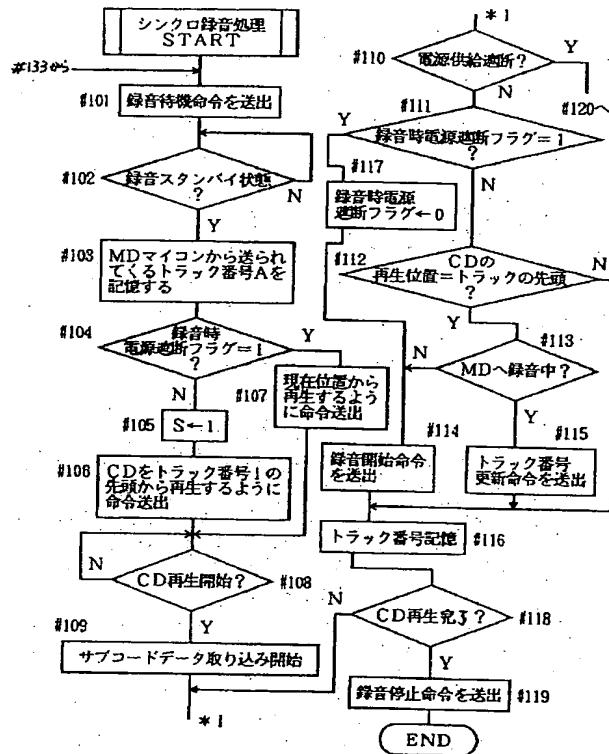 シンクロ録音処理
START
#133から
#101
録音待機命令を送出
#102
録音スタンバイ状態
?
N
Y
#103
MDマイコンから送られ
てくるトラック番号Aを
記憶する
#104
録音時
電源遮断フラグ=1
?
Y
N
#107
現在位置から
再生するよう
に命令送出
#105
S←1
#106
CDをトラック番号1の
先頭から再生するように
命令送出
N
CD再生開始?
#108
Y
#109
サブコードデータ取り込み開始
*1
*1
#110
電源供給遮断?
Y
N
#120へ
#111
Y
録音時電源遮断フラグ=1
?
N
#117
録音時電源
遮断フラグ←0
#112
CDの
再生位置=トラックの先頭
?
N
Y
#113
N
MDへ録音中?
Y
#114
録音開始命令
を送出
#115
トラック番号
更新命令を送出
トラック番号記憶
#116
N
CD再生完了?
#118
Y
録音停止命令を送出
#119
END